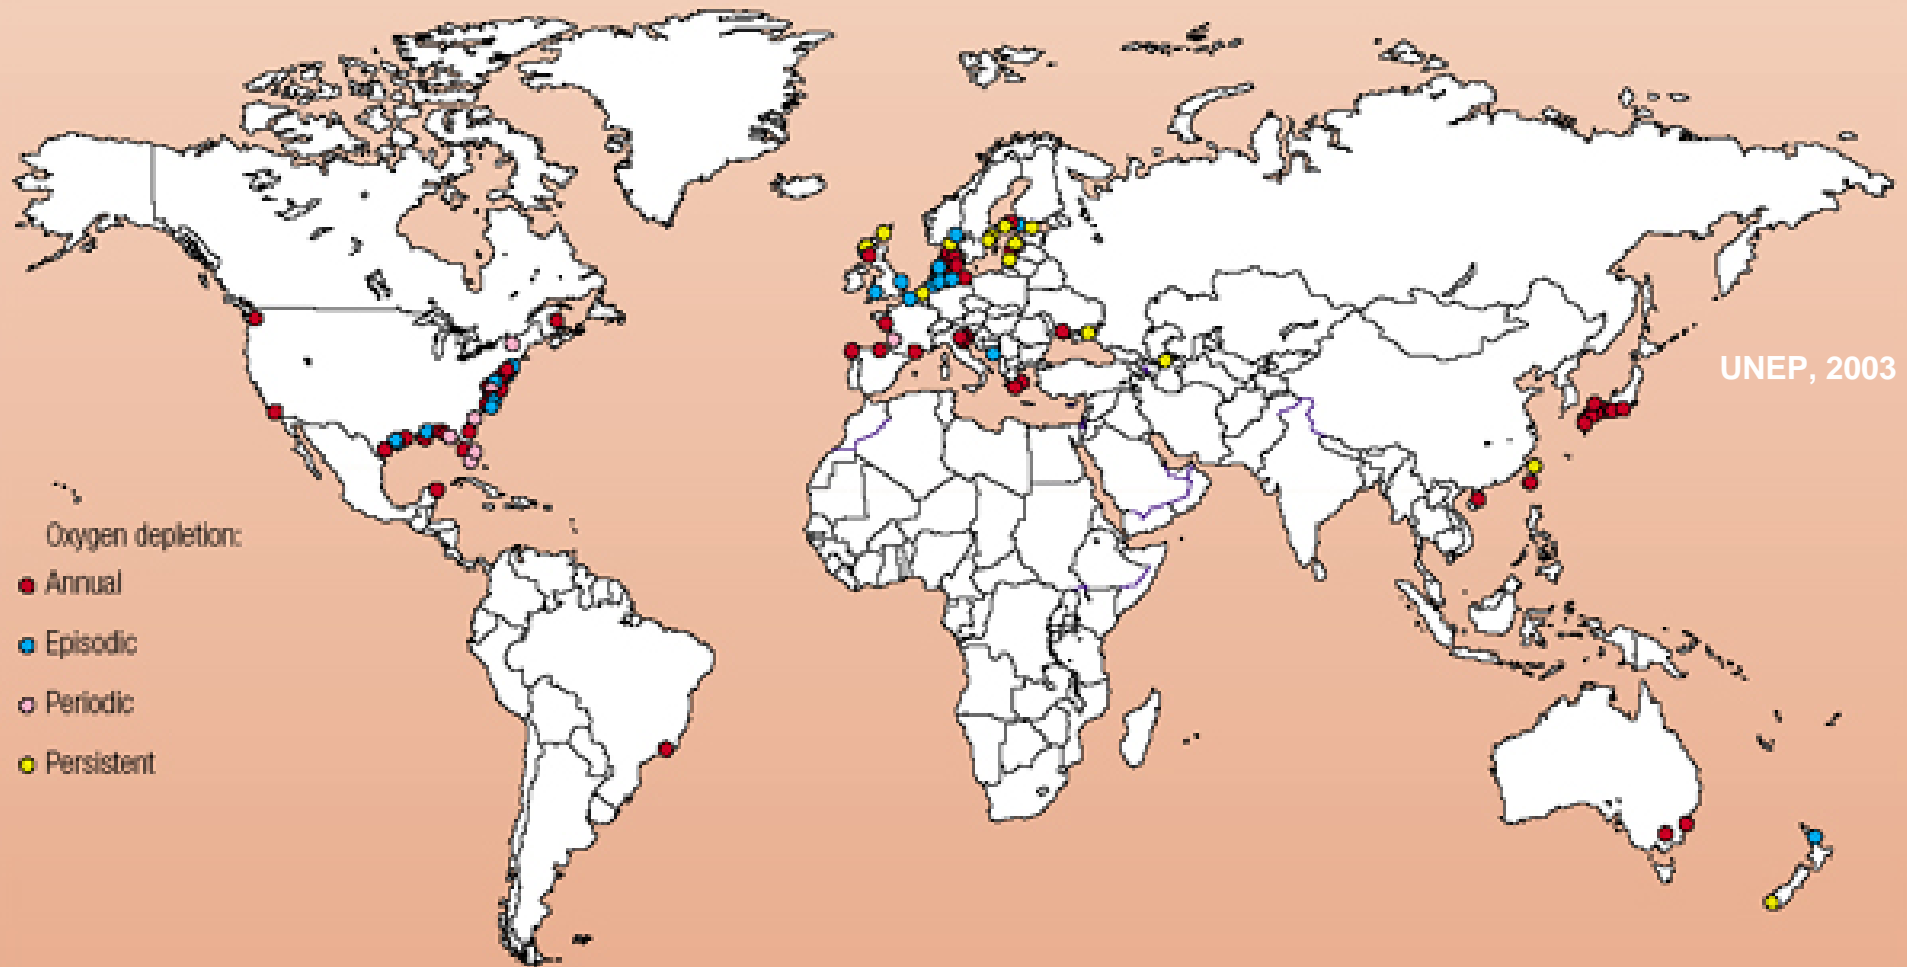 UNEP, 2003
Oxygen depletion:
Annual
Episodic
Periodic
Persistent